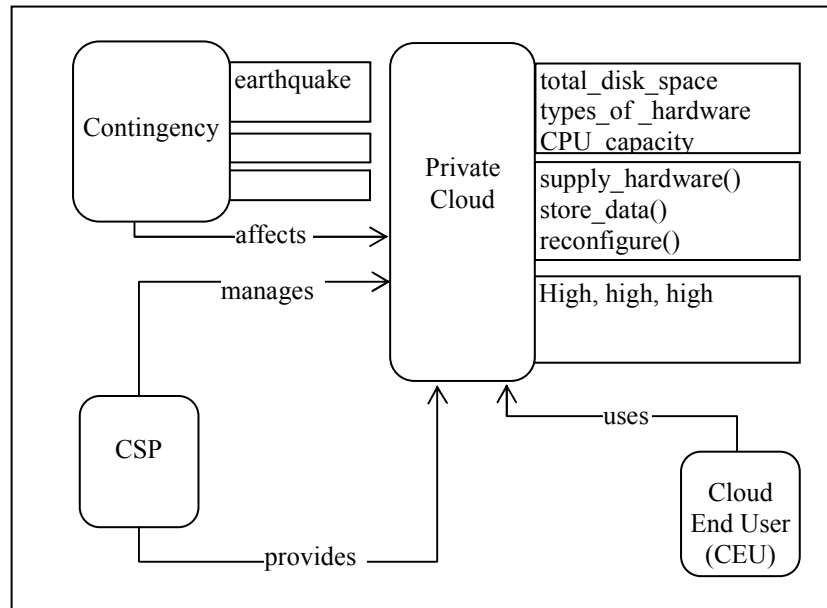 Contingency
earthquake
Private
Cloud
total_disk_space
types_of _hardware
CPU_capacity
supply_hardware()
store_data()
reconfigure()
High, high, high
affects
manages
CSP
provides
uses
Cloud
End User
(CEU)